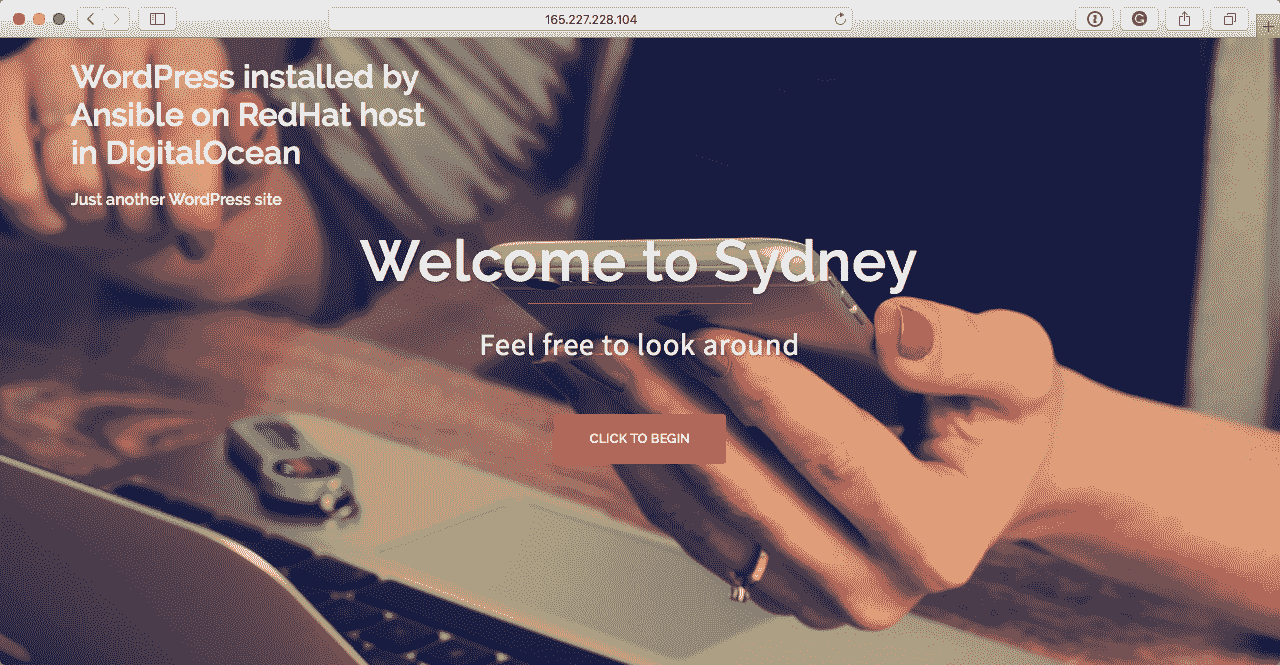 165.227.228.104
WordPress installed by
Ansible on RedHat host
in DigitalOcean
Just another WordPress site
Welcome to Sydney
Feel free to look around
CLICK TO BEGIN